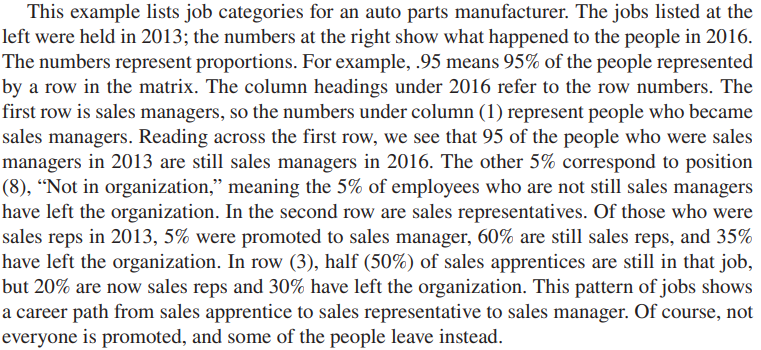 This example lists job categories for an auto parts manufacturer. The jobs listed at the
left were held in 2013; the numbers at the right show what happened to the people in 2016.
The numbers represent proportions. For example, .95 means 95% of the people represented
by a row in the matrix. The column headings under 2016 refer to the row numbers. The
first row is sales managers, so the numbers under column (1) represent people who became
sales managers. Reading across the first row, we see that 95 of the people who were sales
managers in 2013 are still sales managers in 2016. The other 5% correspond to position
(8), “Not in organization,” meaning the 5% of employees who are not still sales managers
have left the organization. In the second row are sales representatives. Of those who were
sales reps in 2013, 5% were promoted to sales manager, 60% are still sales reps, and 35%
have left the organization. In row (3), half (50%) of sales apprentices are still in that job,
but 20% are now sales reps and 30% have left the organization. This pattern of jobs shows
a career path from sales apprentice to sales representative to sales manager. Of course, not
everyone is promoted, and some of the people leave instead.